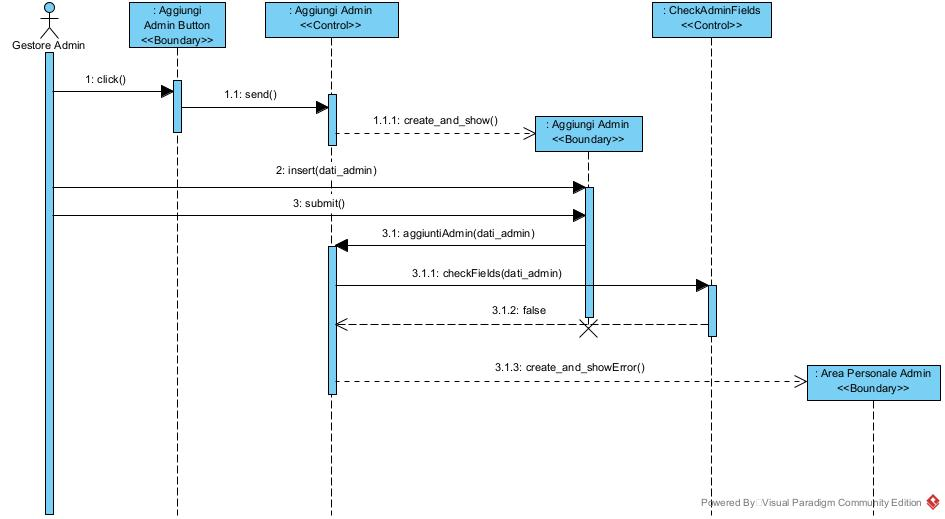 : Aggiungi
Admin Button
<<Boundary>>
: Aggiungi Admin
<<Control>>
: CheckAdminFields
<<Control>>
Gestore Admin
1: click()
1.1: send()
1.1.1: create_and_show()
: Aggiungi Admin
<<Boundary>>
2: insert(dati_admin)
3: submit()
3.1: aggiuntiAdmin(dati_admin)
3.1.1: checkFields(dati_admin)
3.1.2: false
3.1.3: create_and_showError()
: Area Personale Admin
<<Boundary>>
Powered By Visual Paradigm Community Edition